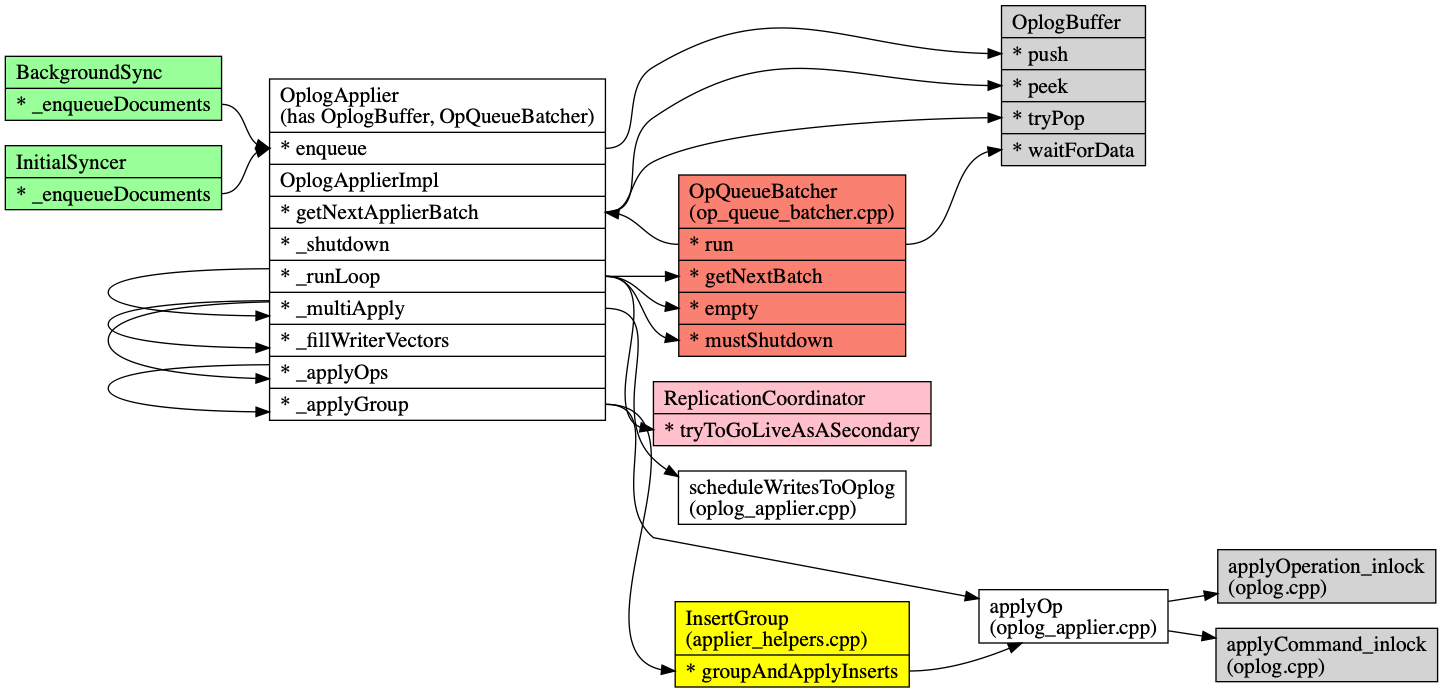 BackgroundSync
* _enqueueDocuments
InitialSyncer
* _enqueueDocuments
OplogApplier
(has OplogBuffer, OpQueueBatcher)
* enqueue
OplogApplierImpl
* getNextApplierBatch
* _shutdown
* _runLoop
* _multiApply
* _fillWriterVectors
* _applyOps
* _applyGroup
OplogBuffer
* push
* peek
* tryPop
* waitForData
OpQueueBatcher
(op_queue_batcher.cpp)
* run
* getNextBatch
* empty
* mustShutdown
ReplicationCoordinator
* tryToGoLiveAsASecondary
scheduleWritesToOplog
(oplog_applier.cpp)
InsertGroup
(applier_helpers.cpp)
* groupAndApplyInserts
applyOp
(oplog_applier.cpp)
applyOperation_inlock
(oplog.cpp)
applyCommand_inlock
(oplog.cpp)